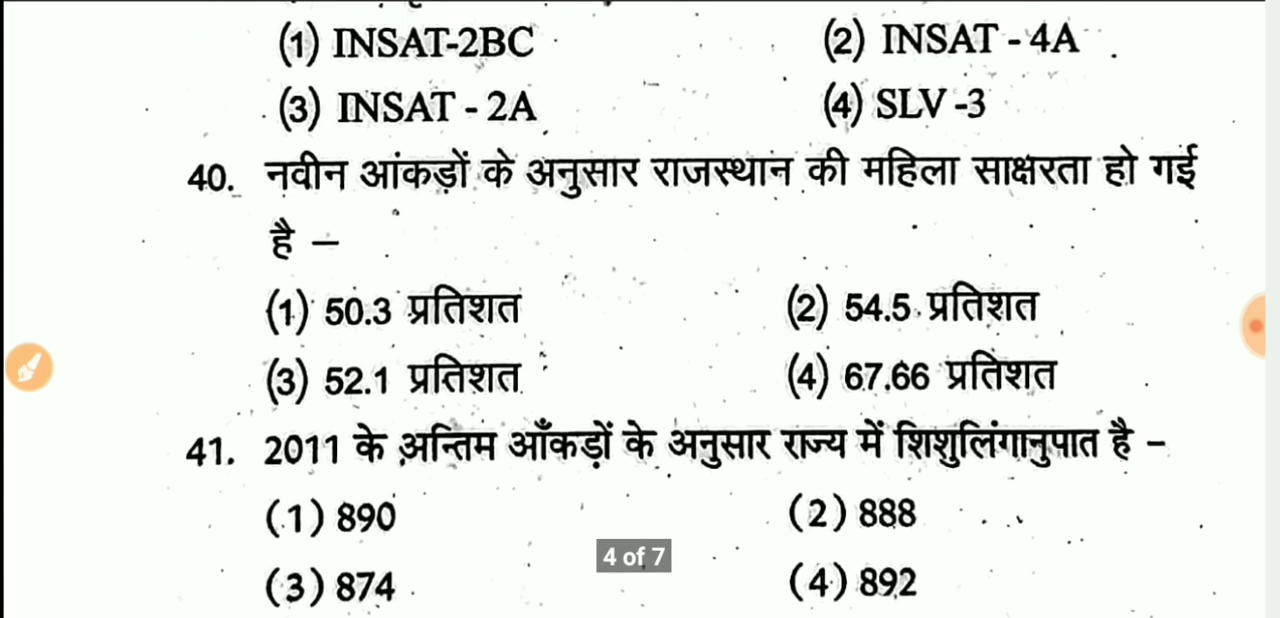 (1) INSAT-2BC (2) INSAT - 4A
(3) INSAT - 2A (4) SLV -3
40. नवीन आंकड़ों के अनुसार राजस्थान की महिला साक्षरता हो गई
है –
(1) 50.3 प्रतिशत (2) 54.5 प्रतिशत
(3) 52.1 प्रतिशत (4) 67.66 प्रतिशत
41. 2011 के अन्तिम आँकड़ों के अनुसार राज्य में शिशुलिंगानुपात है –
(1) 890 (2) 888
4 of 7
(3) 874 (4) 892